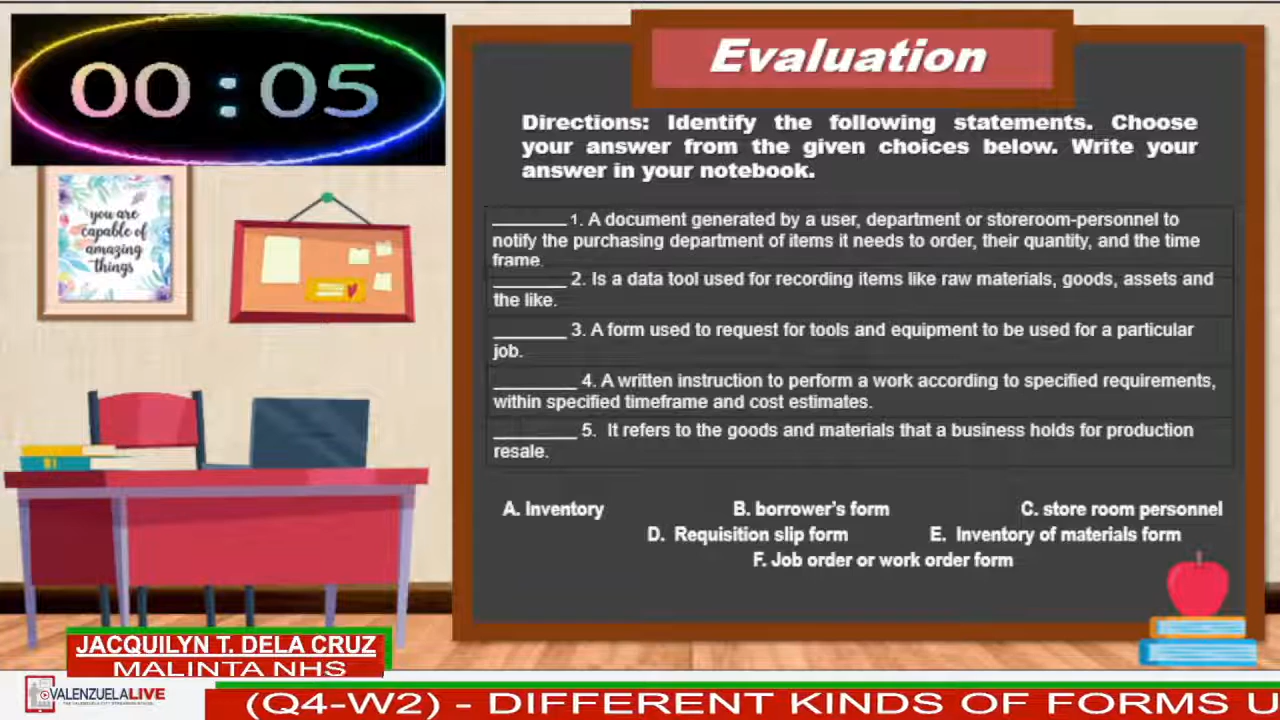 00 : 05
Evaluation
Directions: Identify the following statements. Choose
your answer from the given choices below. Write your
answer in your notebook.
you are
capable of
amazing
things
________ 1. A document generated by a user, department or storeroom-personnel to
notify the purchasing department of items it needs to order, their quantity, and the time
frame.
________ 2. Is a data tool used for recording items like raw materials, goods, assets and
the like.
________ 3. A form used to request for tools and equipment to be used for a particular
job.
_________ 4. A written instruction to perform a work according to specified requirements,
within specified timeframe and cost estimates.
_________ 5. It refers to the goods and materials that a business holds for production
resale.
A. Inventory B. borrower's form C. store room personnel
D. Requisition slip form E. Inventory of materials form
F. Job order or work order form
JACQUILYN T. DELA CRUZ
MALINTA NHS
VALENZUELALIVE
(Q4-W2) - DIFFERENT KINDS OF FORMS U